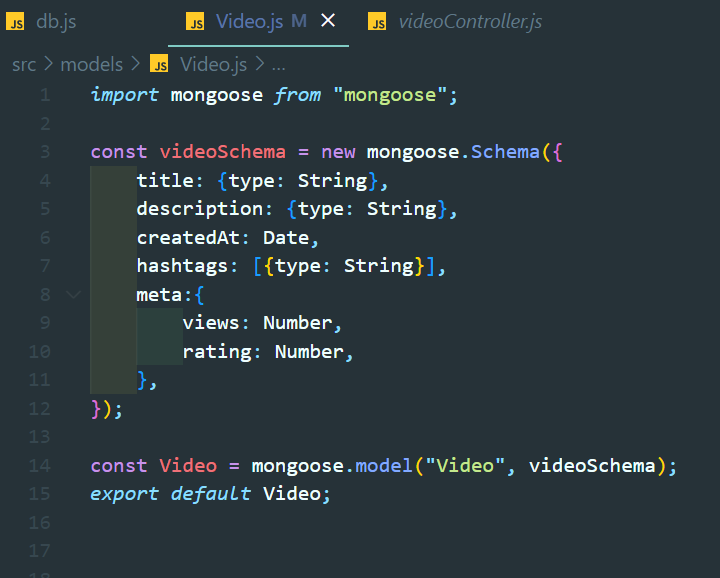 JS db.js JS Video.js M × JS videoController.js
src > models > JS Video.js > ...
1 import mongoose from "mongoose";
2
3 const videoSchema = new mongoose.Schema({
4 title: {type: String},
5 description: {type: String},
6 createdAt: Date,
7 hashtags: [{type: String}],
8 meta:{
9 views: Number,
10 rating: Number,
11 },
12 });
13
14 const Video = mongoose.model("Video", videoSchema);
15 export default Video;
16
17
18